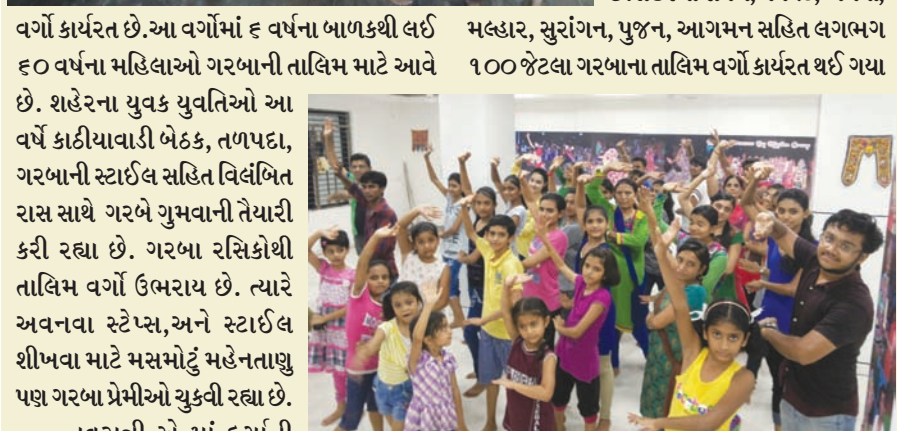 વર્ગો કાર્યરત છે.આ વર્ગોમાં ૬ વર્ષના બાળકથી લઈ
૬૦ વર્ષના મહિલાઓ ગરબાની તાલિમ માટે આવે
છે. શહેરના યુવક યુવતિઓ આ
વર્ષે કાઠીયાવાડી બેઠક, તળપદા,
ગરબાની સ્ટાઈલ સહિત વિલંબિત
રાસ સાથે ગરબે ગુમવાની તૈયારી
કરી રહ્યા છે. ગરબા રસિકોથી
તાલિમ વર્ગો ઉભરાય છે. ત્યારે
અવનવા સ્ટેપ્સ,અને સ્ટાઈલ
શીખવા માટે મસમોટું મહેનતાણુ
પણ ગરબા પ્રેમીઓ ચુકવી રહ્યા છે.
મલ્હાર, સુરાંગન, પુજન, આગમન સહિત લગભગ
૧૦૦ જેટલા ગરબાના તાલિમ વર્ગો કાર્યરત થઈ ગયા